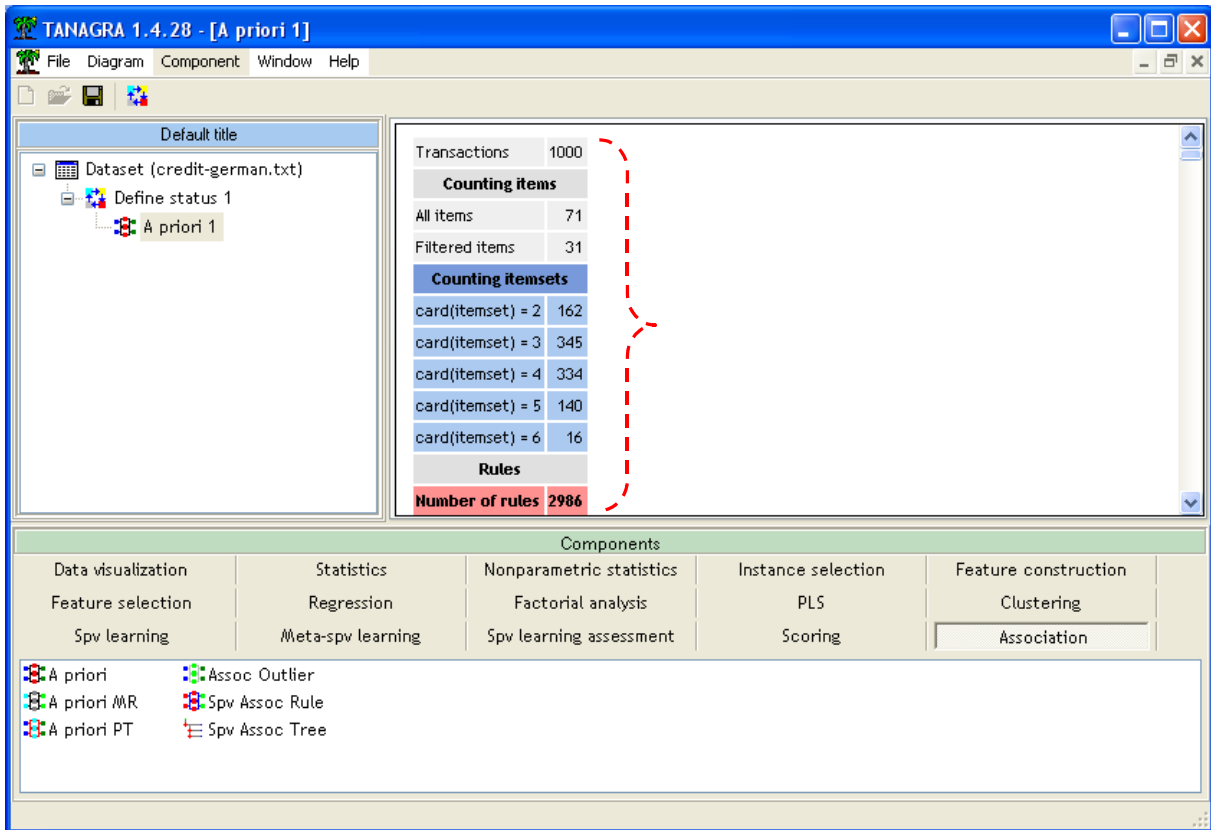 TANAGRA 1.4.28 - [A priori 1]
File Diagram Component Window Help
Default title
Dataset (credit-german.txt)
Define status 1
A priori 1
Transactions 1000
Counting items
All items 71
Filtered items 31
Counting itemsets
card(itemset) = 2 162
card(itemset) = 3 345
card(itemset) = 4 334
card(itemset) = 5 140
card(itemset) = 6 16
Rules
Number of rules 2986
Components
Data visualization Statistics Nonparametric statistics Instance selection Feature construction
Feature selection Regression Factorial analysis PLS Clustering
Spv learning Meta-spv learning Spv learning assessment Scoring Association
A priori Assoc Outlier
A priori MR Spv Assoc Rule
A priori PT Spv Assoc Tree